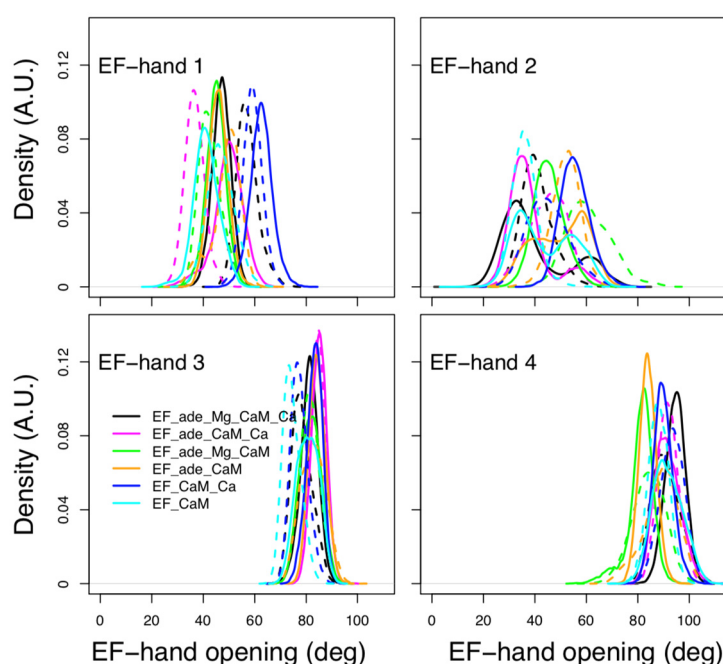 EF-hand 1
EF-hand 2
Density (A.U.)
0 0.04 0.08 0.12
EF-hand 3
EF-hand 4
EF_ade_Mg_CaM_Ca
EF_ade_CaM_Ca
EF_ade_Mg_CaM
EF_ade_CaM
EF_CaM_Ca
EF_CaM
Density (A.U.)
0 0.04 0.08 0.12
0 20 40 60 80 100
0 20 40 60 80 100
EF-hand opening (deg)
EF-hand opening (deg)